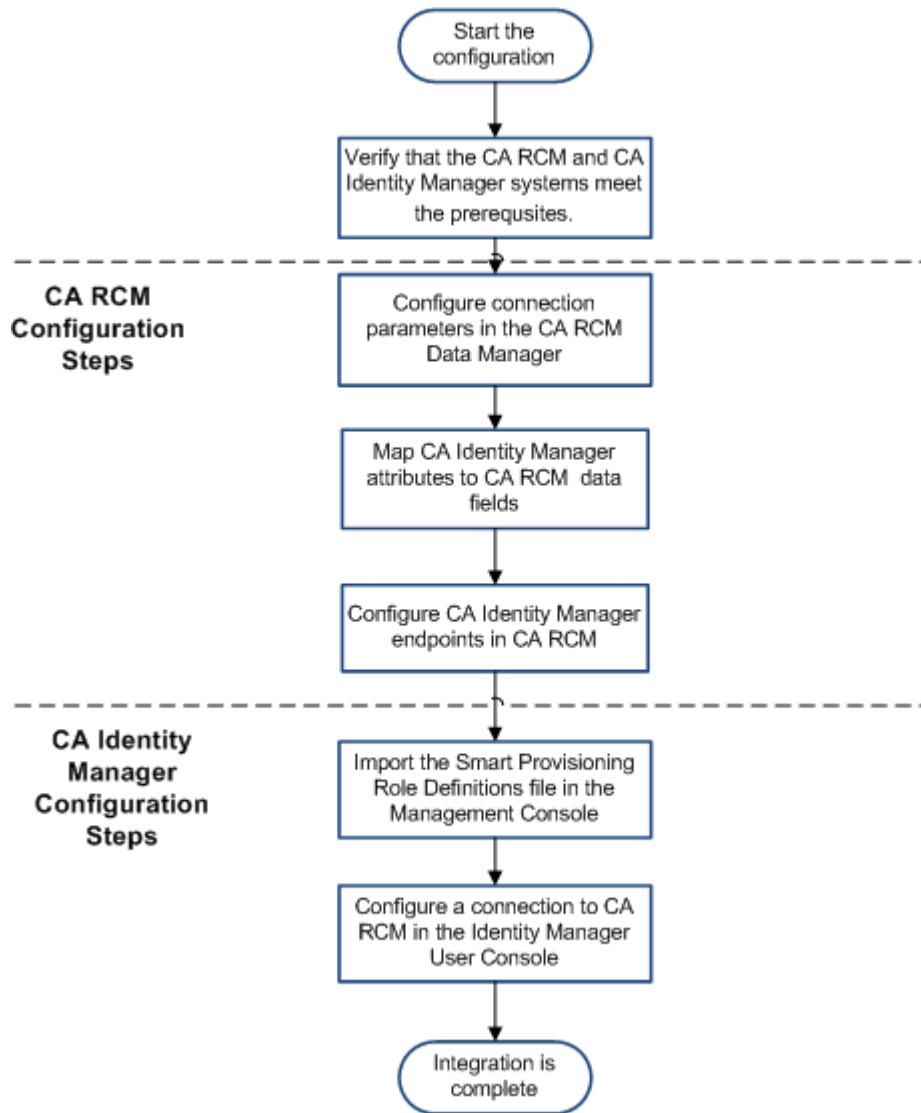 Start the
configuration
Verify that the CA RCM and CA
Identity Manager systems meet
the prerequsites.
CA RCM
Configuration
Steps
Configure connection
parameters in the CA RCM
Data Manager
Map CA Identity Manager
attributes to CA RCM data
fields
Configure CA Identity Manager
endpoints in CA RCM
CA Identity
Manager
Configuration
Steps
Import the Smart Provisioning
Role Definitions file in the
Management Console
Configure a connection to CA
RCM in the Identity Manager
User Console
Integration is
complete